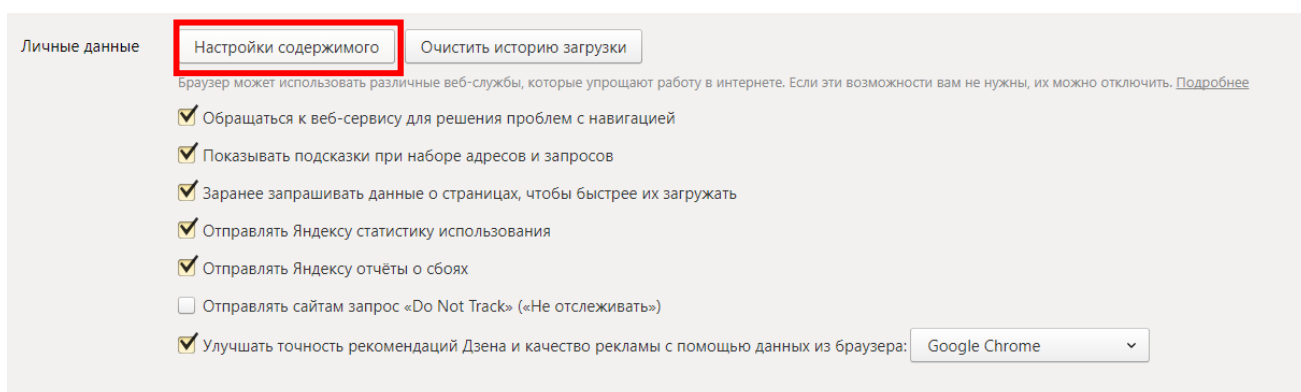 Личные данные Настройки содержимого Очистить историю загрузки
Браузер может использовать различные веб-службы, которые упрощают работу в интернете. Если эти возможности вам не нужны, их можно отключить. Подробнее
Обращаться к веб-сервису для решения проблем с навигацией
Показывать подсказки при наборе адресов и запросов
Заранее запрашивать данные о страницах, чтобы быстрее их загружать
Отправлять Яндексу статистику использования
Отправлять Яндексу отчёты о сбоях
Отправлять сайтам запрос «Do Not Track» («Не отслеживать»)
Улучшать точность рекомендаций Дзена и качество рекламы с помощью данных из браузера: Google Chrome